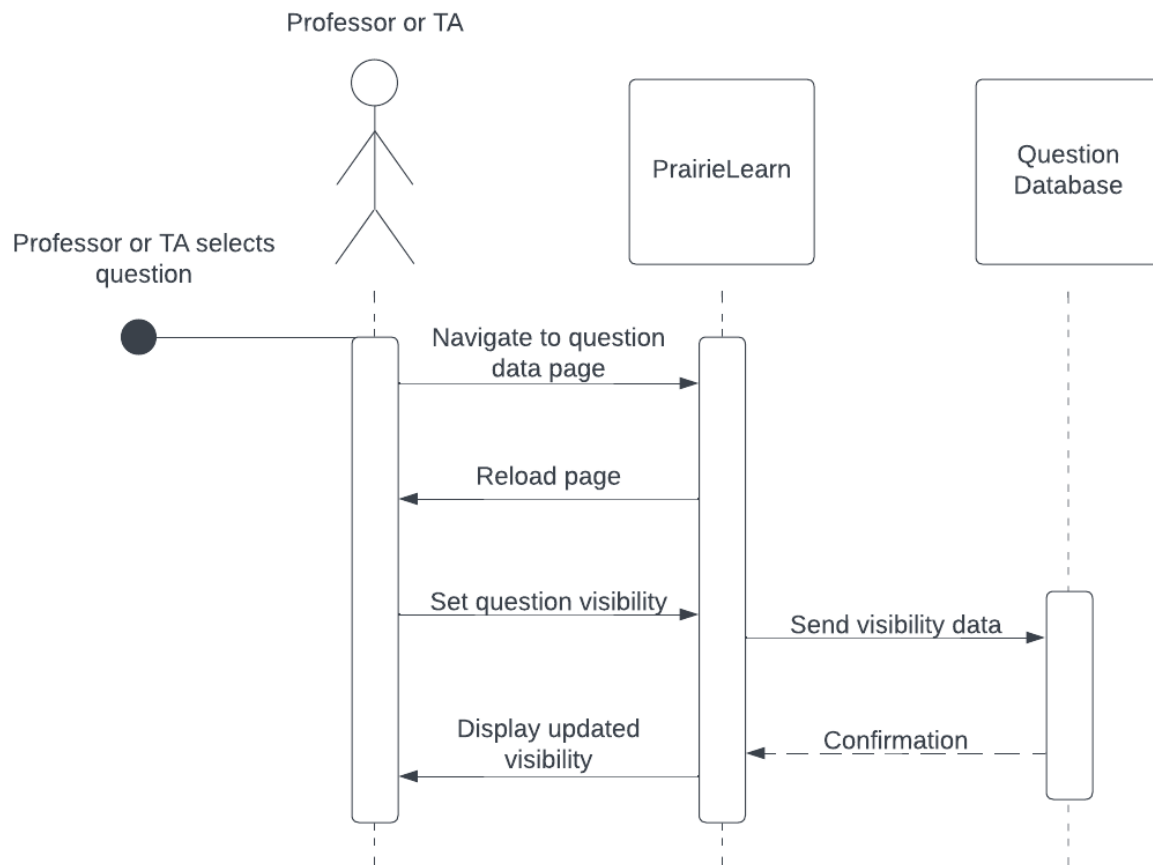 Professor or TA
PrairieLearn
Question
Database
Professor or TA selects
question
Navigate to question
data page
Reload page
Set question visibility
Send visibility data
Display updated
visibility
Confirmation